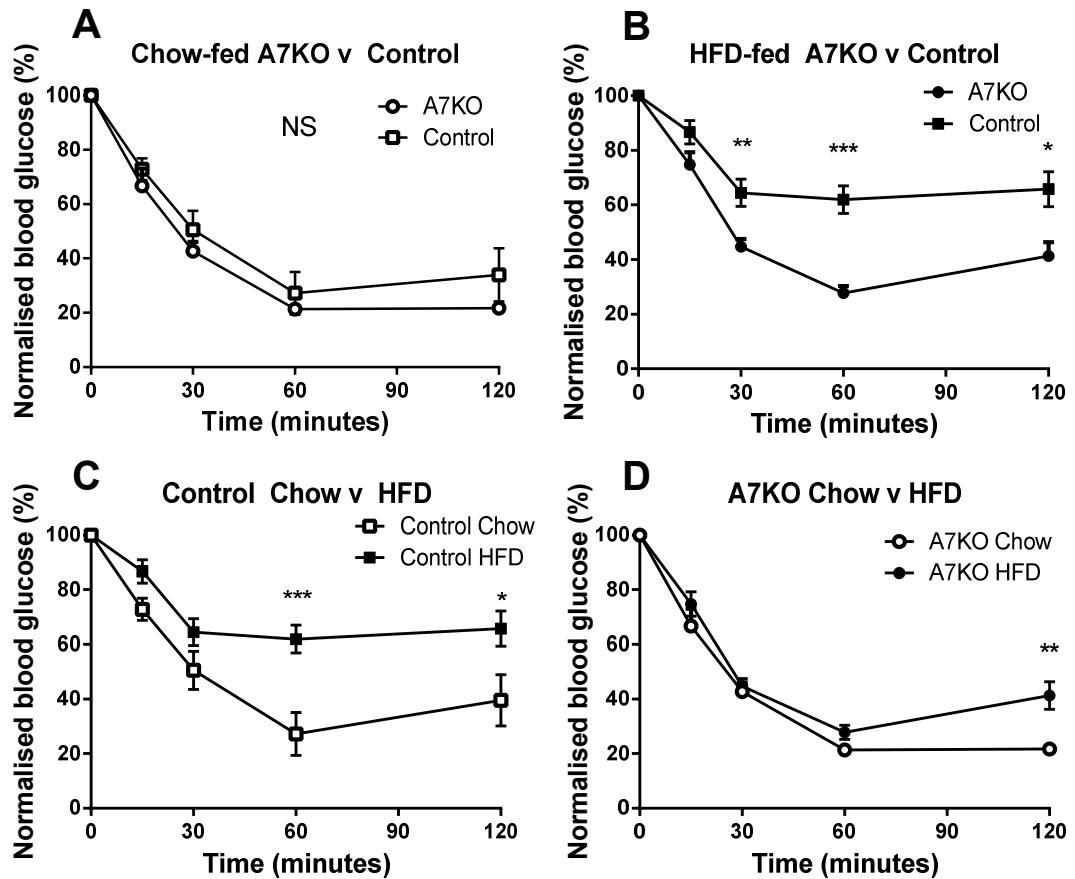 A
Chow-fed A7KO v Control
Normalised blood glucose (%)
100
80
60
40
20
0
NS
A7KO
Control
0 30 60 90 120
Time (minutes)
B
HFD-fed A7KO v Control
Normalised blood glucose (%)
100
80
60
40
20
0
A7KO
Control
** *** *
0 30 60 90 120
Time (minutes)
C
Control Chow v HFD
Normalised blood glucose (%)
100
80
60
40
20
0
Control Chow
Control HFD
*** *
0 30 60 90 120
Time (minutes)
D
A7KO Chow v HFD
Normalised blood glucose (%)
100
80
60
40
20
0
A7KO Chow
A7KO HFD
**
0 30 60 90 120
Time (minutes)